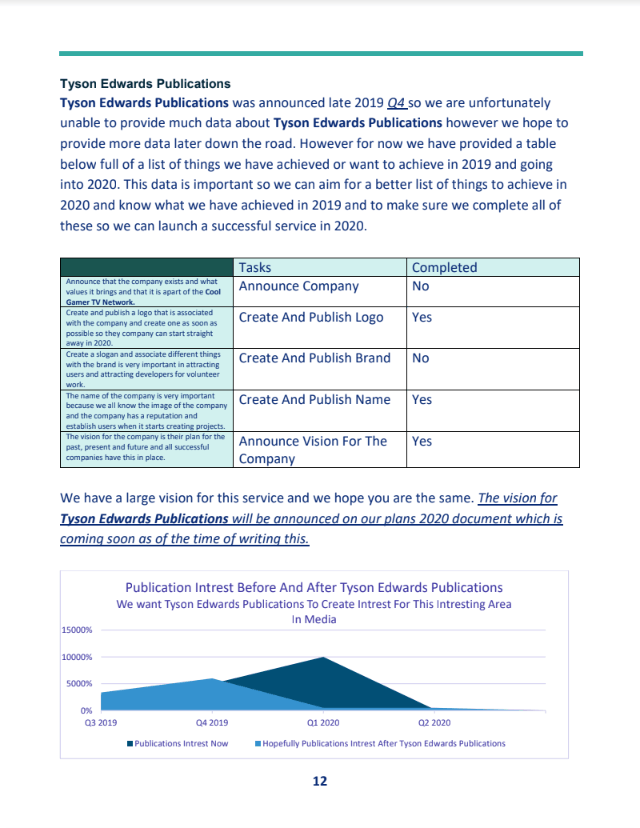 Tyson Edwards Publications
Tyson Edwards Publications was announced late 2019 Q4 so we are unfortunately
unable to provide much data about Tyson Edwards Publications however we hope to
provide more data later down the road. However for now we have provided a table
below full of a list of things we have achieved or want to achieve in 2019 and going
into 2020. This data is important so we can aim for a better list of things to achieve in
2020 and know what we have achieved in 2019 and to make sure we complete all of
these so we can launch a successful service in 2020.
Tasks Completed
Announce that the company exists and what
values it brings and that it is apart of the Cool
Gamer TV Network.
Announce Company No
Create and publish a logo that is associated
with the company and create one as soon as
possible so they company can start straight
away in 2020.
Create And Publish Logo Yes
Create a slogan and associate different things
with the brand is very important in attracting
users and attracting developers for volunteer
work.
Create And Publish Brand No
The name of the company is very important
because we all know the image of the company
and the company has a reputation and
establish users when it starts creating projects.
Create And Publish Name Yes
The vision for the company is their plan for the
past, present and future and all successful
companies have this in place.
Announce Vision For The Yes
Company
We have a large vision for this service and we hope you are the same. The vision for
Tyson Edwards Publications will be announced on our plans 2020 document which is
coming soon as of the time of writing this.
Publication Intrest Before And After Tyson Edwards Publications
We want Tyson Edwards Publications To Create Intrest For This Intresting Area
In Media
15000%
10000%
5000%
0%
Q3 2019 Q4 2019 Q1 2020 Q2 2020
Publications Intrest Now Hopefully Publications Intrest After Tyson Edwards Publications
12